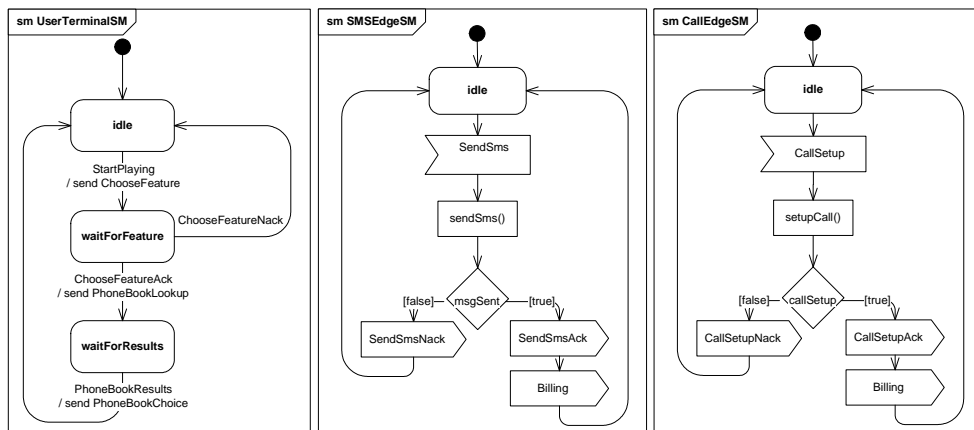 sm UserTerminalSM
idle
StartPlaying
/ send ChooseFeature
ChooseFeatureNack
waitForFeature
ChooseFeatureAck
/ send PhoneBookLookup
waitForResults
PhoneBookResults
/ send PhoneBookChoice
sm SMSEdgeSM
idle
SendSms
sendSms()
[false]
msgSent
[true]
SendSmsNack
SendSmsAck
Billing
sm CallEdgeSM
idle
CallSetup
setupCall()
[false]
callSetup
[true]
CallSetupNack
CallSetupAck
Billing